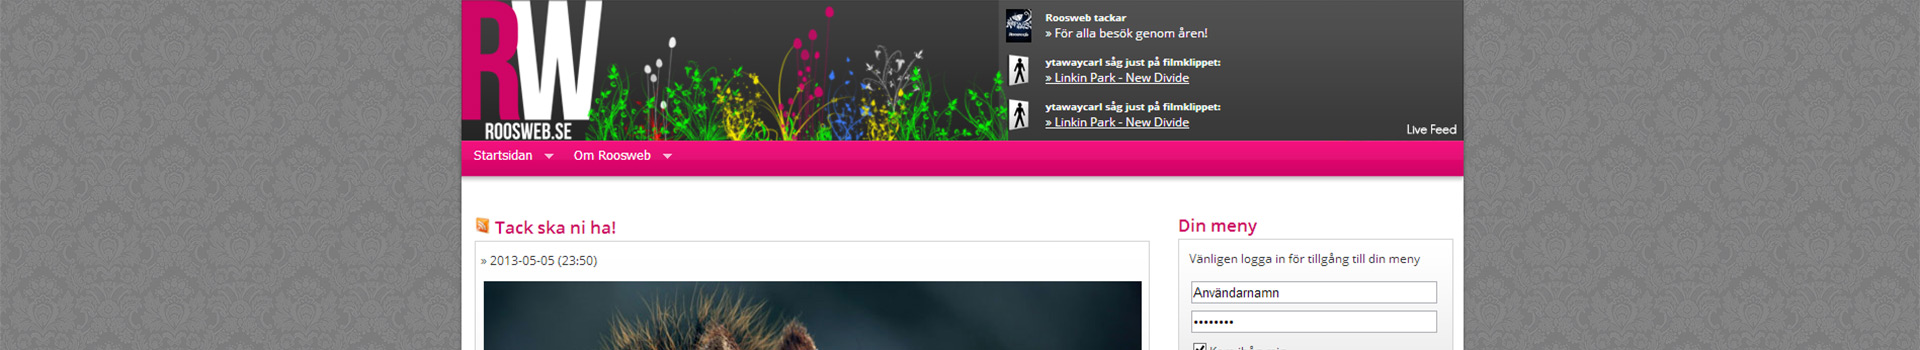 RW
ROOSWEB.SE
Roosweb tackar
» För alla besök genom åren!
ytawaycarl såg just på filmklippet:
» Linkin Park - New Divide
ytawaycarl såg just på filmklippet:
» Linkin Park - New Divide
Live Feed
Startsidan
Om Roosweb
Tack ska ni ha!
» 2013-05-05 (23:50)
Din meny
Vänligen logga in för tillgång till din meny
Användarnamn
••••••••